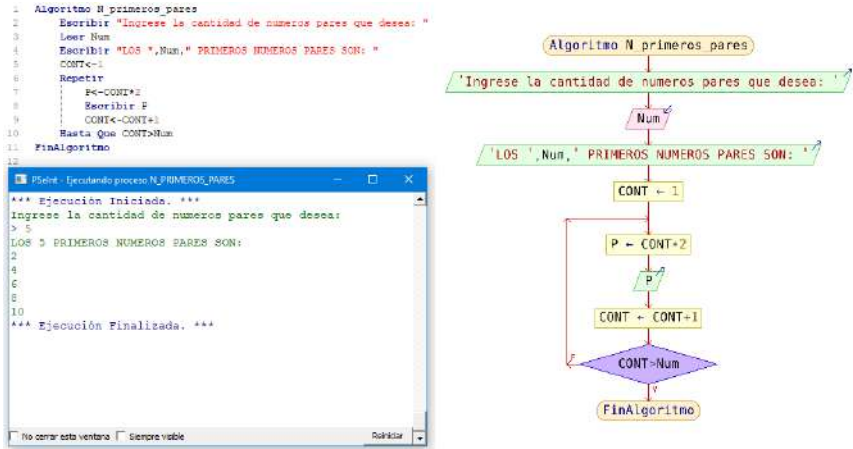 1 Algoritmo N_primeros_pares
2 Escribir "Ingrese la cantidad de numeros pares que desea: "
3 Leer Num
4 Escribir "LOS ",Num," PRIMEROS NUMEROS PARES SON: "
5 CONT<-1
6 Repetir
7 P<-CONT*2
8 Escribir P
9 CONT<-CONT+1
10 Hasta Que CONT>Num
11 FinAlgoritmo
12
PSeInt - Ejecutando proceso N_PRIMEROS_PARES
*** Ejecución Iniciada. ***
Ingrese la cantidad de numeros pares que desea:
> 5
LOS 5 PRIMEROS NUMEROS PARES SON:
2
4
6
8
10
*** Ejecución Finalizada. ***
No cerrar esta ventana Siempre visible Reiniciar
Algoritmo N_primeros_pares
'Ingrese la cantidad de numeros pares que desea: '
Num
'LOS ',Num,' PRIMEROS NUMEROS PARES SON: '
CONT ← 1
P ← CONT*2
P
CONT ← CONT+1
CONT>Num
F
V
FinAlgoritmo